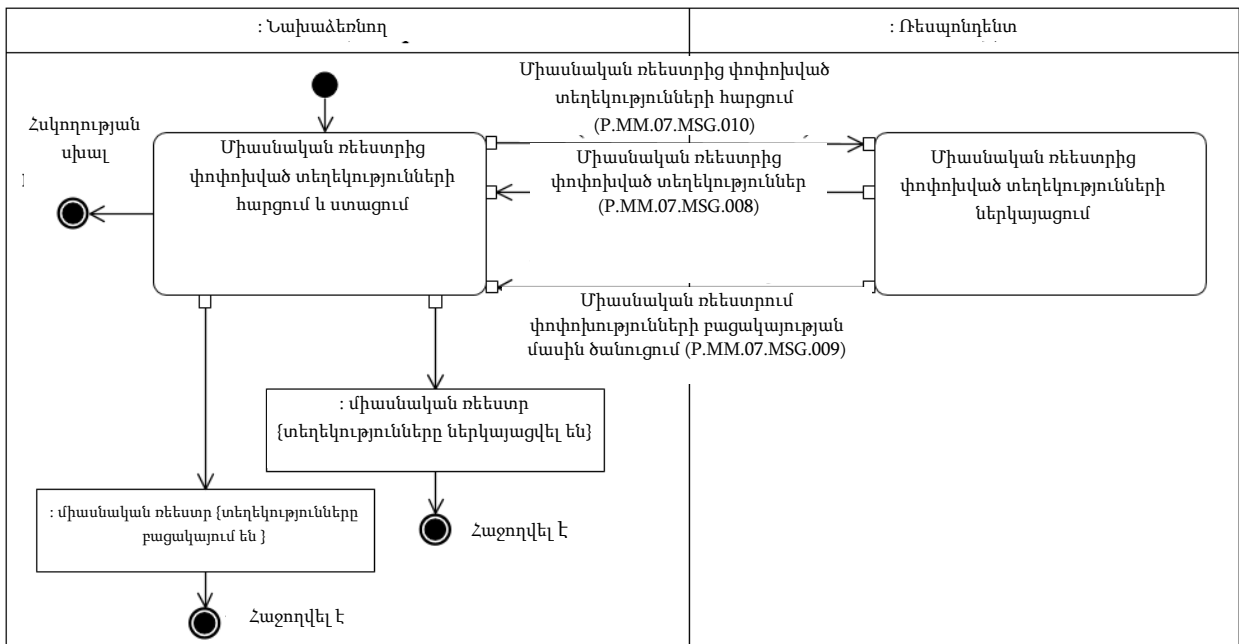 : Նախաձեռնող
: Ռեսպոնդենտ
Միասնական ռեեստրից փոփոխված
տեղեկությունների հարցում
(P.MM.07.MSG.010)
Հսկողության
սխալ
Միասնական ռեեստրից
փոփոխված տեղեկությունների
հարցում և ստացում
Միասնական ռեեստրից
փոփոխված տեղեկություններ
(P.MM.07.MSG.008)
Միասնական ռեեստրից
փոփոխված տեղեկությունների
ներկայացում
Միասնական ռեեստրում
փոփոխությունների բացակայության
մասին ծանուցում (P.MM.07.MSG.009)
: միասնական ռեեստր
{տեղեկությունները ներկայացվել են}
: միասնական ռեեստր {տեղեկությունները
բացակայում են }
Հաջողվել է
Հաջողվել է